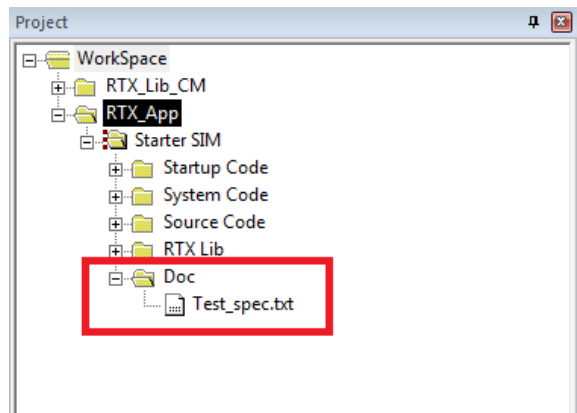 Project
WorkSpace
RTX_Lib_CM
RTX_App
Starter SIM
Startup Code
System Code
Source Code
RTX Lib
Doc
Test_spec.txt